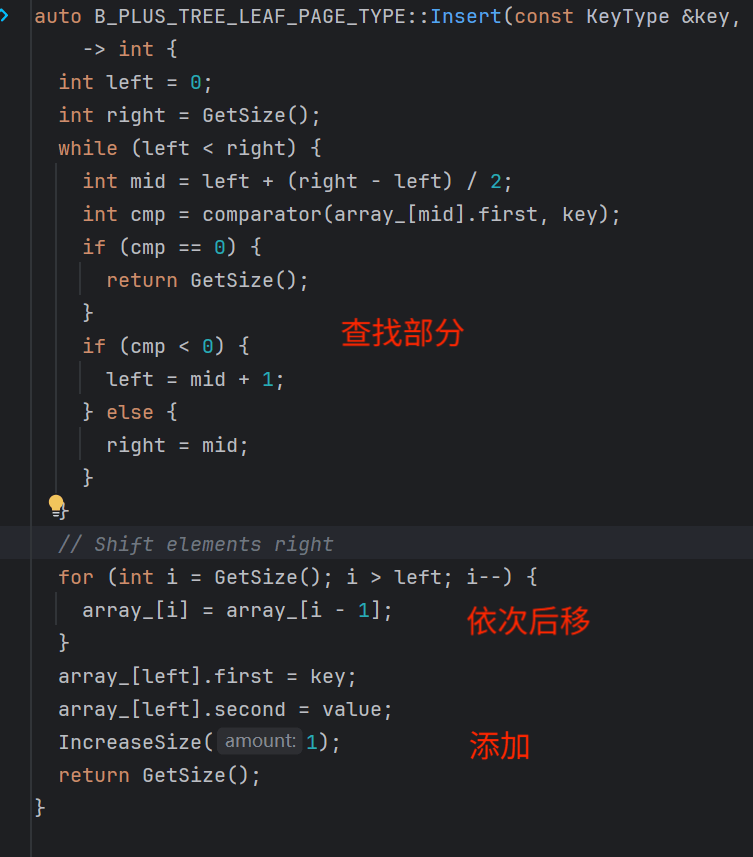 auto B_PLUS_TREE_LEAF_PAGE_TYPE::Insert(const KeyType &key,
-> int {
int left = 0;
int right = GetSize();
while (left < right) {
int mid = left + (right - left) / 2;
int cmp = comparator(array_[mid].first, key);
if (cmp == 0) {
return GetSize();
}
查找部分
if (cmp < 0) {
left = mid + 1;
} else {
right = mid;
}
}
// Shift elements right
for (int i = GetSize(); i > left; i--) {
array_[i] = array_[i - 1];
依次后移
}
array_[left].first = key;
array_[left].second = value;
IncreaseSize( amount: 1);
添加
return GetSize();
}